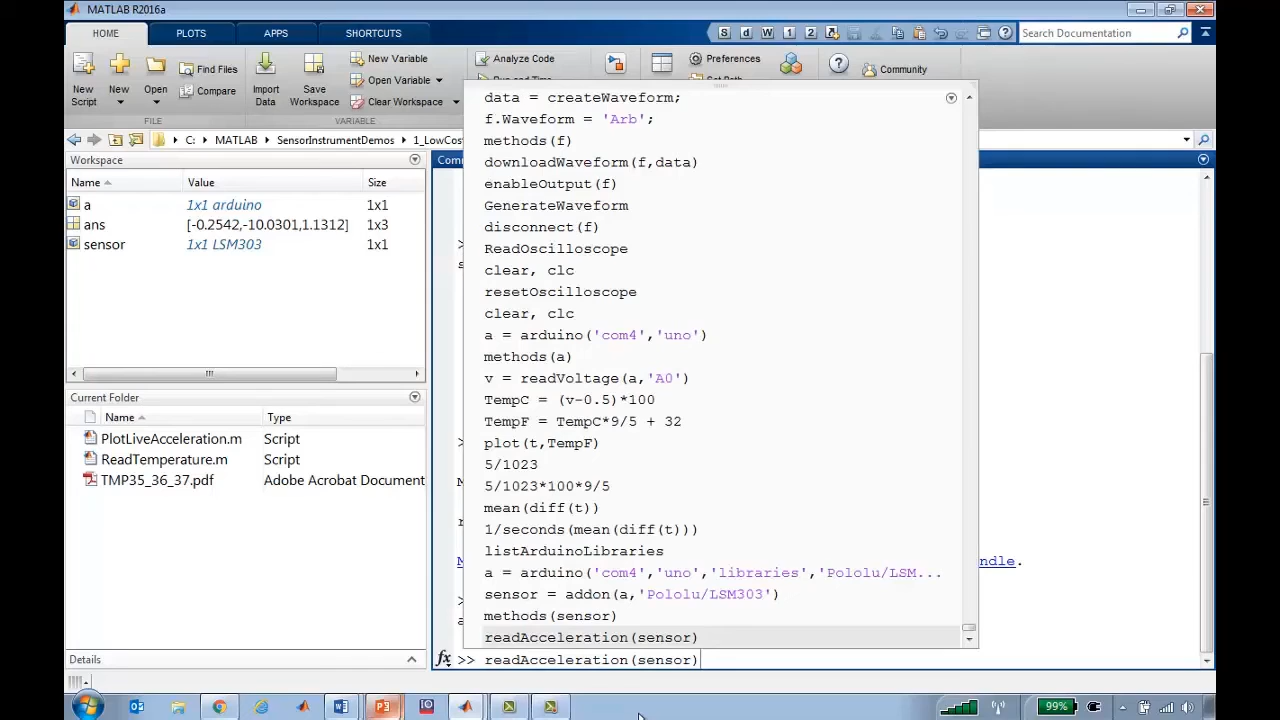 MATLAB R2016a
HOME PLOTS APPS SHORTCUTS
Search Documentation
New Script
New
Open
Find Files
Compare
Import Data
Save Workspace
New Variable
Open Variable
Clear Workspace
VARIABLE
Analyze Code
Preferences
Community
C: MATLAB SensorInstrumentDemos
Workspace
Name Value Size
a 1x1 arduino 1x1
ans [-0.2542,-10.0301,1.1312] 1x3
sensor 1x1 LSM303 1x1
Current Folder
Name Type
PlotLiveAcceleration.m Script
ReadTemperature.m Script
TMP35_36_37.pdf Adobe Acrobat Document
Details
data = createWaveform;
f.Waveform = 'Arb';
methods(f)
downloadWaveform(f,data)
enableOutput(f)
GenerateWaveform
disconnect(f)
ReadOscilloscope
clear, clc
resetOscilloscope
clear, clc
a = arduino('com4','uno')
methods(a)
v = readVoltage(a,'A0')
TempC = (v-0.5)*100
TempF = TempC*9/5 + 32
plot(t,TempF)
5/1023
5/1023*100*9/5
mean(diff(t))
1/seconds(mean(diff(t)))
listArduinoLibraries
a = arduino('com4','uno','libraries','Pololu/LSM...
sensor = addon(a,'Pololu/LSM303')
methods(sensor)
readAcceleration(sensor)
fx >> readAcceleration(sensor)
99%